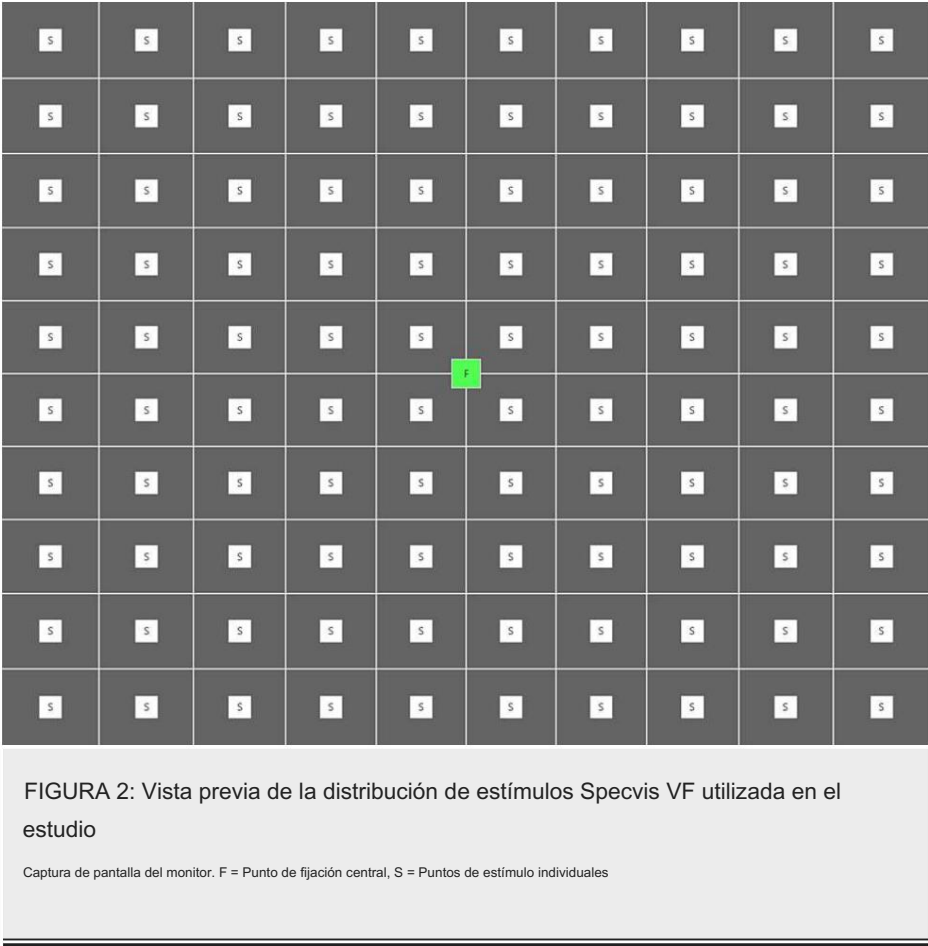 S S S S S S S S S S
S S S S S S S S S S
S S S S S S S S S S
S S S S S S S S S S
S S S S S S S S S S
F
S S S S S S S S S S
S S S S S S S S S S
S S S S S S S S S S
S S S S S S S S S S
S S S S S S S S S S
FIGURA 2: Vista previa de la distribución de estímulos Specvis VF utilizada en el
estudio
Captura de pantalla del monitor. F = Punto de fijación central, S = Puntos de estímulo individuales